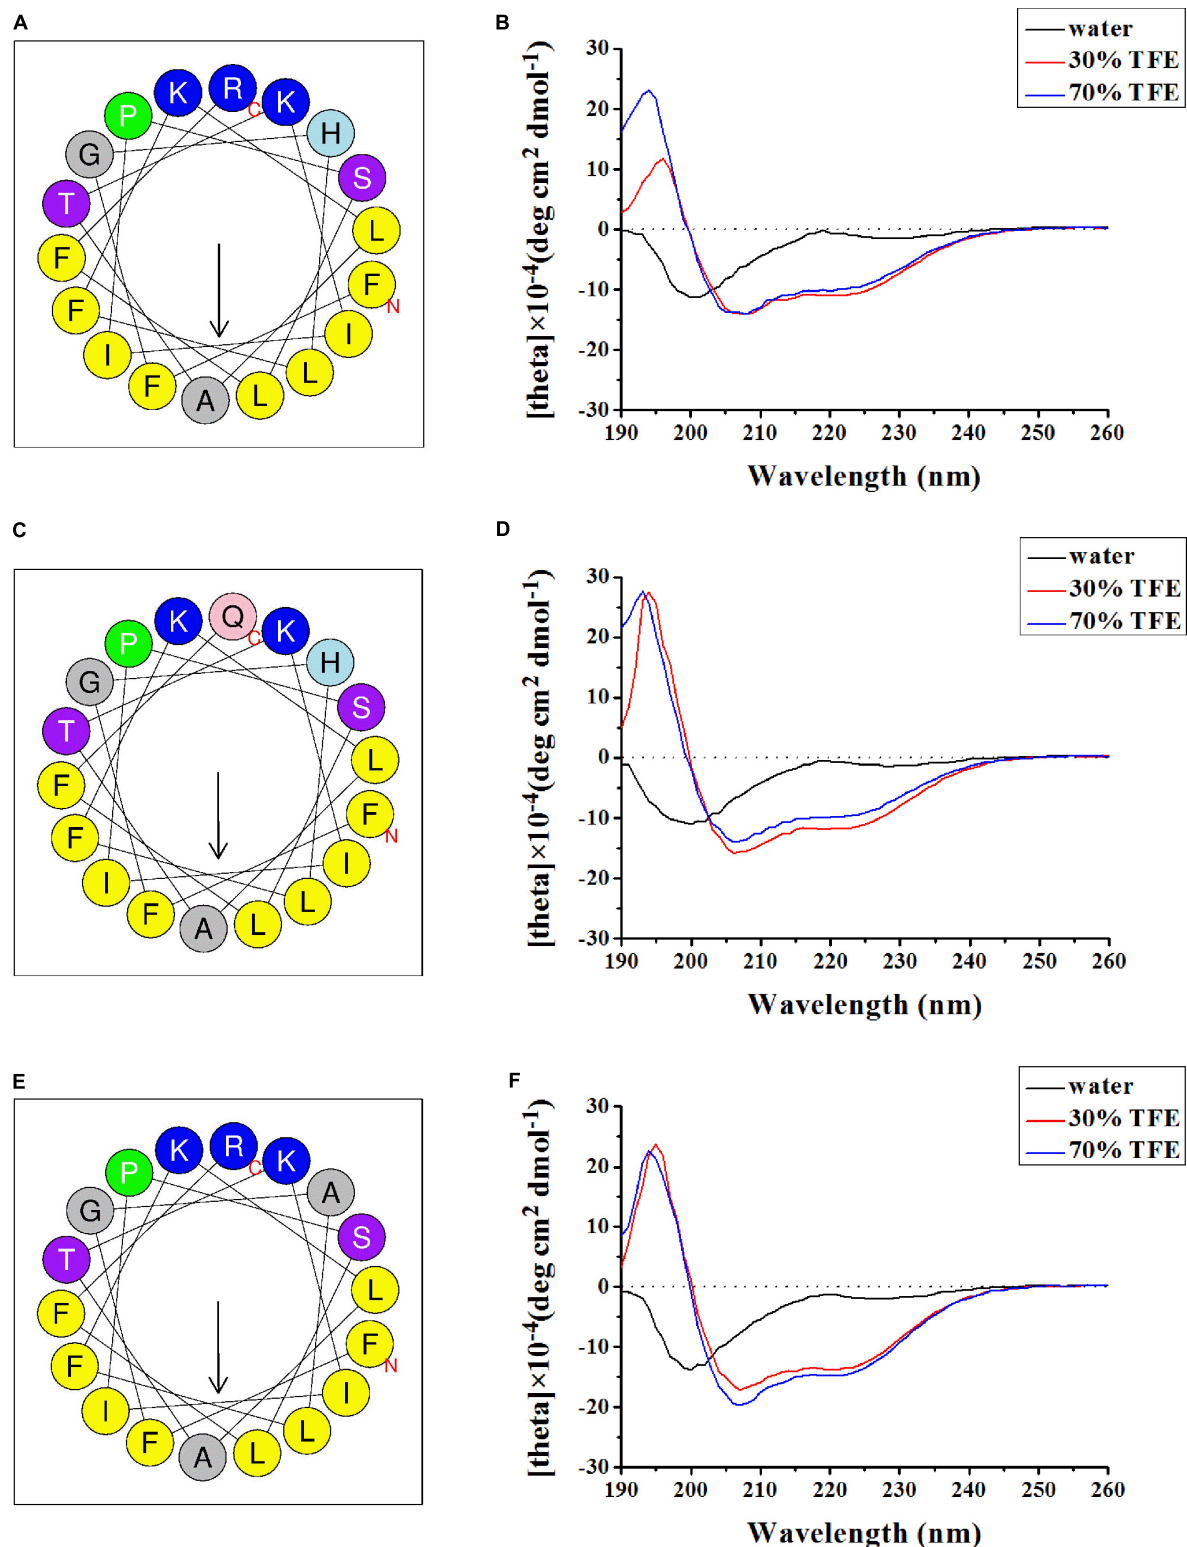 A
K R K
P H
G S
T L
F F
F I
I L
F A L
C
N
B
water
30% TFE
70% TFE
[theta]×10-4(deg cm2 dmol-1)
30
20
10
0
-10
-20
-30
190 200 210 220 230 240 250 260
Wavelength (nm)
C
K Q K
P H
G S
T L
F F
F I
I L
F A L
C
N
D
water
30% TFE
70% TFE
[theta]×10-4(deg cm2 dmol-1)
30
20
10
0
-10
-20
-30
190 200 210 220 230 240 250 260
Wavelength (nm)
E
K R K
P A
G S
T L
F F
F I
I L
F A L
C
N
F
water
30% TFE
70% TFE
[theta]×10-4(deg cm2 dmol-1)
30
20
10
0
-10
-20
-30
190 200 210 220 230 240 250 260
Wavelength (nm)